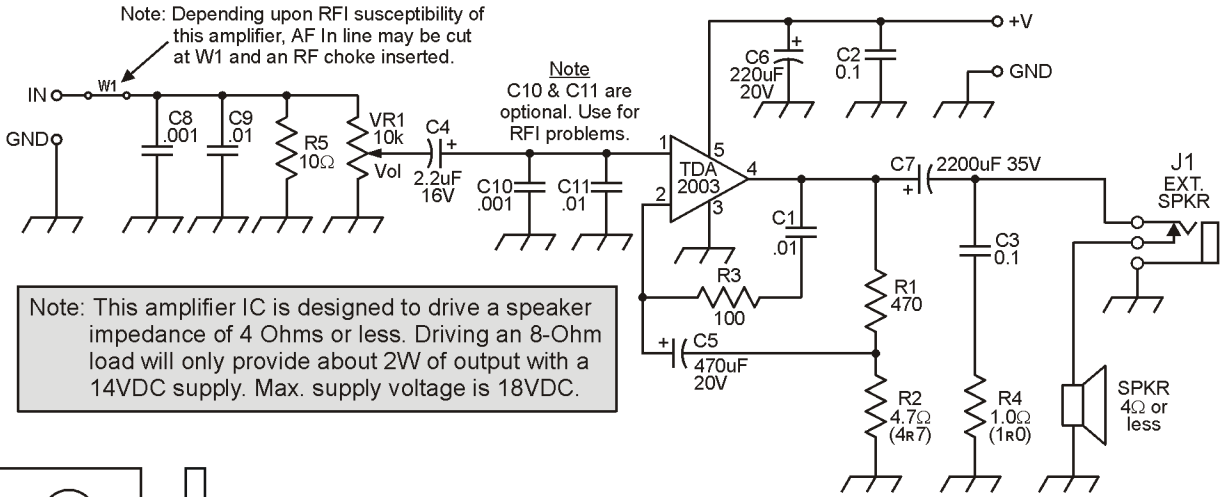 Note: Depending upon RFI susceptibility of
this amplifier, AF In line may be cut
at W1 and an RF choke inserted.
IN
W1
GND
C8
.001
C9
.01
R5
10Ω
VR1
10k
Vol
C4
+
2.2uF
16V
Note
C10 & C11 are
optional. Use for
RFI problems.
C10
.001
C11
.01
1
2
TDA
2003
5
4
3
C6
220uF
20V
+
C2
0.1
+V
GND
C7
+
2200uF 35V
J1
EXT.
SPKR
C1
.01
R3
100
+
C5
470uF
20V
R1
470
C3
0.1
R2
4.7Ω
(4R7)
R4
1.0Ω
(1R0)
SPKR
4Ω or
less
Note: This amplifier IC is designed to drive a speaker
impedance of 4 Ohms or less. Driving an 8-Ohm
load will only provide about 2W of output with a
14VDC supply. Max. supply voltage is 18VDC.